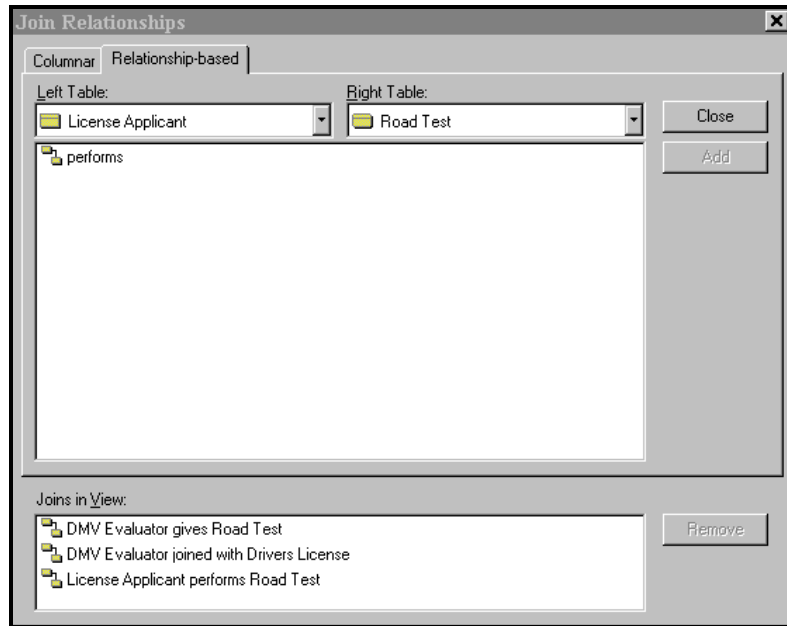 Join Relationships
Columnar Relationship-based
Left Table: Right Table:
License Applicant Road Test Close
performs Add
Joins in View:
DMV Evaluator gives Road Test Remove
DMV Evaluator joined with Drivers License
License Applicant performs Road Test